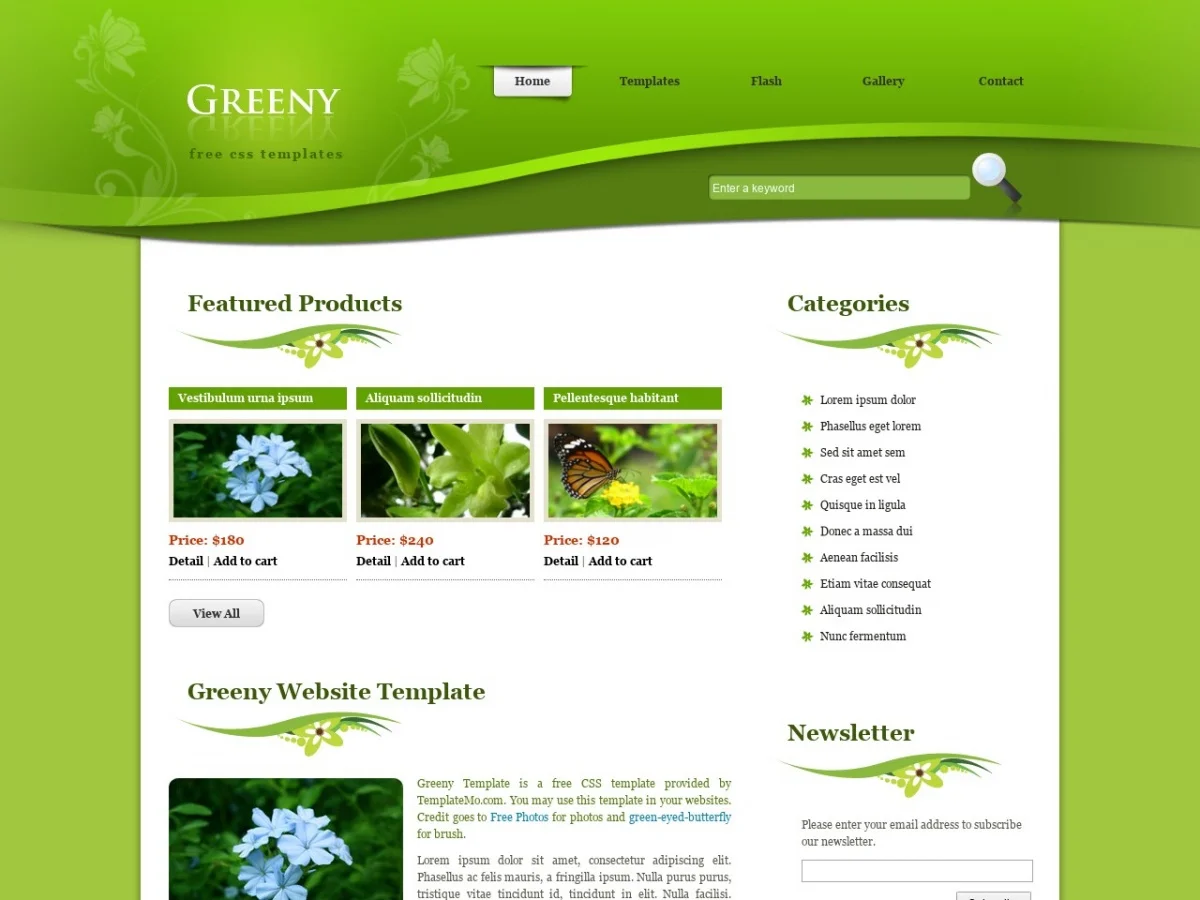 Greeny
free css templates
Home
Templates
Flash
Gallery
Contact
Enter a keyword
Featured Products
Vestibulum urna ipsum
Aliquam sollicitudin
Pellentesque habitant
Price: $180
Price: $240
Price: $120
Detail | Add to cart
Detail | Add to cart
Detail | Add to cart
View All
Greeny Website Template
Greeny Template is a free CSS template provided by
TemplateMo.com. You may use this template in your websites.
Credit goes to Free Photos for photos and green-eyed-butterfly
for brush.
Lorem ipsum dolor sit amet, consectetur adipiscing elit.
Phasellus ac felis mauris, a fringilla ipsum. Nulla purus purus,
tristique vitae tincidunt id, tincidunt in elit. Nulla facilisi.
Categories
Lorem ipsum dolor
Phasellus eget lorem
Sed sit amet sem
Cras eget est vel
Quisque in ligula
Donec a massa dui
Aenean facilisis
Etiam vitae consequat
Aliquam sollicitudin
Nunc fermentum
Newsletter
Please enter your email address to subscribe
our newsletter.